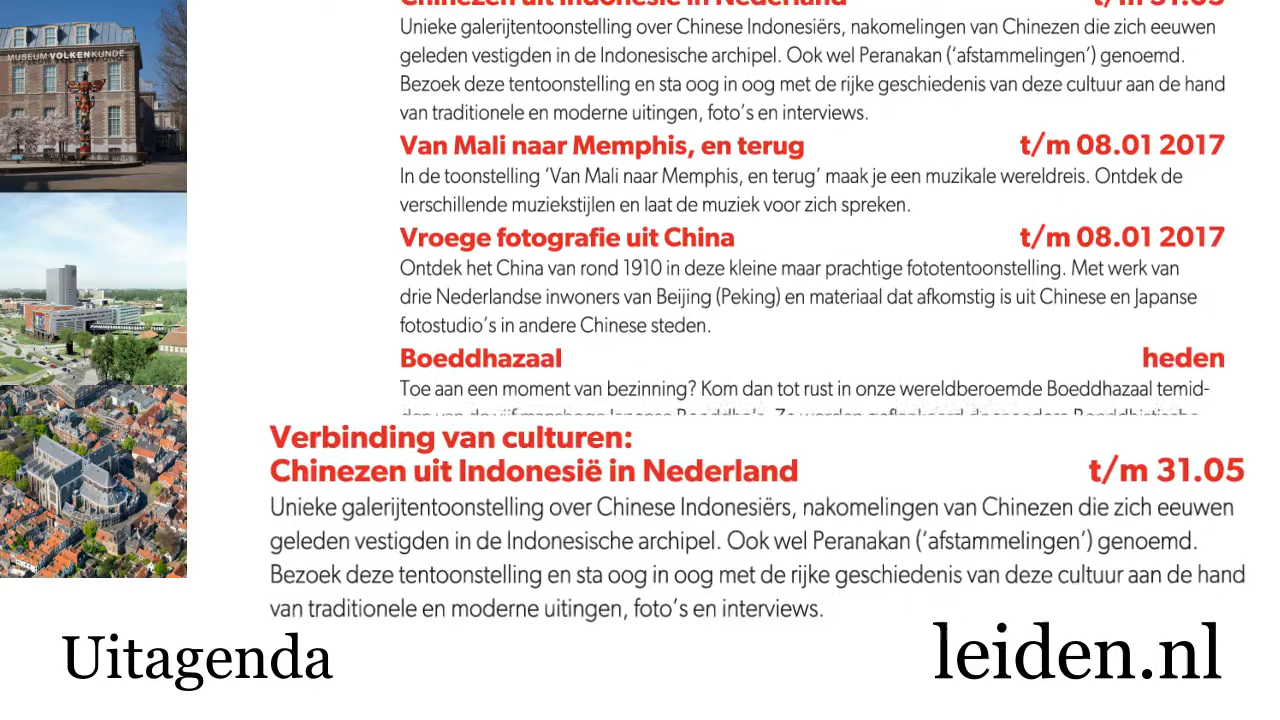 MUSEUM VOLKENKUNDE
Chinezen uit Indonesië in Nederland t/m 31.05
Unieke galerijtentoonstelling over Chinese Indonesiërs, nakomelingen van Chinezen die zich eeuwen
geleden vestigden in de Indonesische archipel. Ook wel Peranakan (‘afstammelingen’) genoemd.
Bezoek deze tentoonstelling en sta oog in oog met de rijke geschiedenis van deze cultuur aan de hand
van traditionele en moderne uitingen, foto’s en interviews.
Van Mali naar Memphis, en terug t/m 08.01 2017
In de toonstelling ‘Van Mali naar Memphis, en terug’ maak je een muzikale wereldreis. Ontdek de
verschillende muziekstijlen en laat de muziek voor zich spreken.
Vroege fotografie uit China t/m 08.01 2017
Ontdek het China van rond 1910 in deze kleine maar prachtige fototentoonstelling. Met werk van
drie Nederlandse inwoners van Beijing (Peking) en materiaal dat afkomstig is uit Chinese en Japanse
fotostudio’s in andere Chinese steden.
Boeddhazaal heden
Toe aan een moment van bezinning? Kom dan tot rust in onze wereldberoemde Boeddhazaal temid-
Verbinding van culturen:
Chinezen uit Indonesië in Nederland t/m 31.05
Unieke galerijtentoonstelling over Chinese Indonesiërs, nakomelingen van Chinezen die zich eeuwen
geleden vestigden in de Indonesische archipel. Ook wel Peranakan (‘afstammelingen’) genoemd.
Bezoek deze tentoonstelling en sta oog in oog met de rijke geschiedenis van deze cultuur aan de hand
van traditionele en moderne uitingen, foto’s en interviews.
Uitagenda leiden.nl